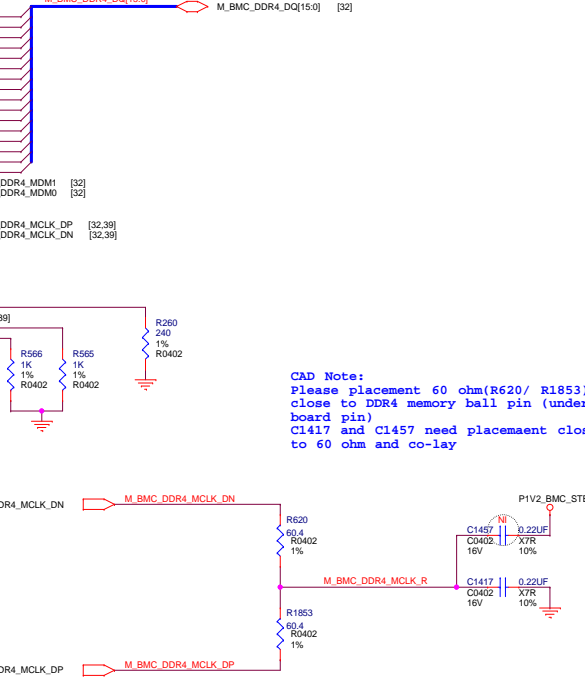 M_BMC_DDR4_DQ[15:0]
M_BMC_DDR4_DQ[15:0] [32]
DDR4_MDM1 [32]
DDR4_MDM0 [32]
DDR4_MCLK_DP [32,39]
DDR4_MCLK_DN [32,39]
39]
R260
240
1%
R0402
R566
1K
1%
R0402
R565
1K
1%
R0402
CAD Note:
Please placement 60 ohm(R620/ R1853)
close to DDR4 memory ball pin (under
board pin)
C1417 and C1457 need placemaent clos
to 60 ohm and co-lay
DR4_MCLK_DN
M_BMC_DDR4_MCLK_DN
R620
60.4
R0402
1%
P1V2_BMC_STB
NI
C1457 0.22UF
C0402 X7R
16V 10%
M_BMC_DDR4_MCLK_R
C1417 0.22UF
C0402 X7R
16V 10%
R1853
60.4
R0402
1%
DR4_MCLK_DP
M_BMC_DDR4_MCLK_DP